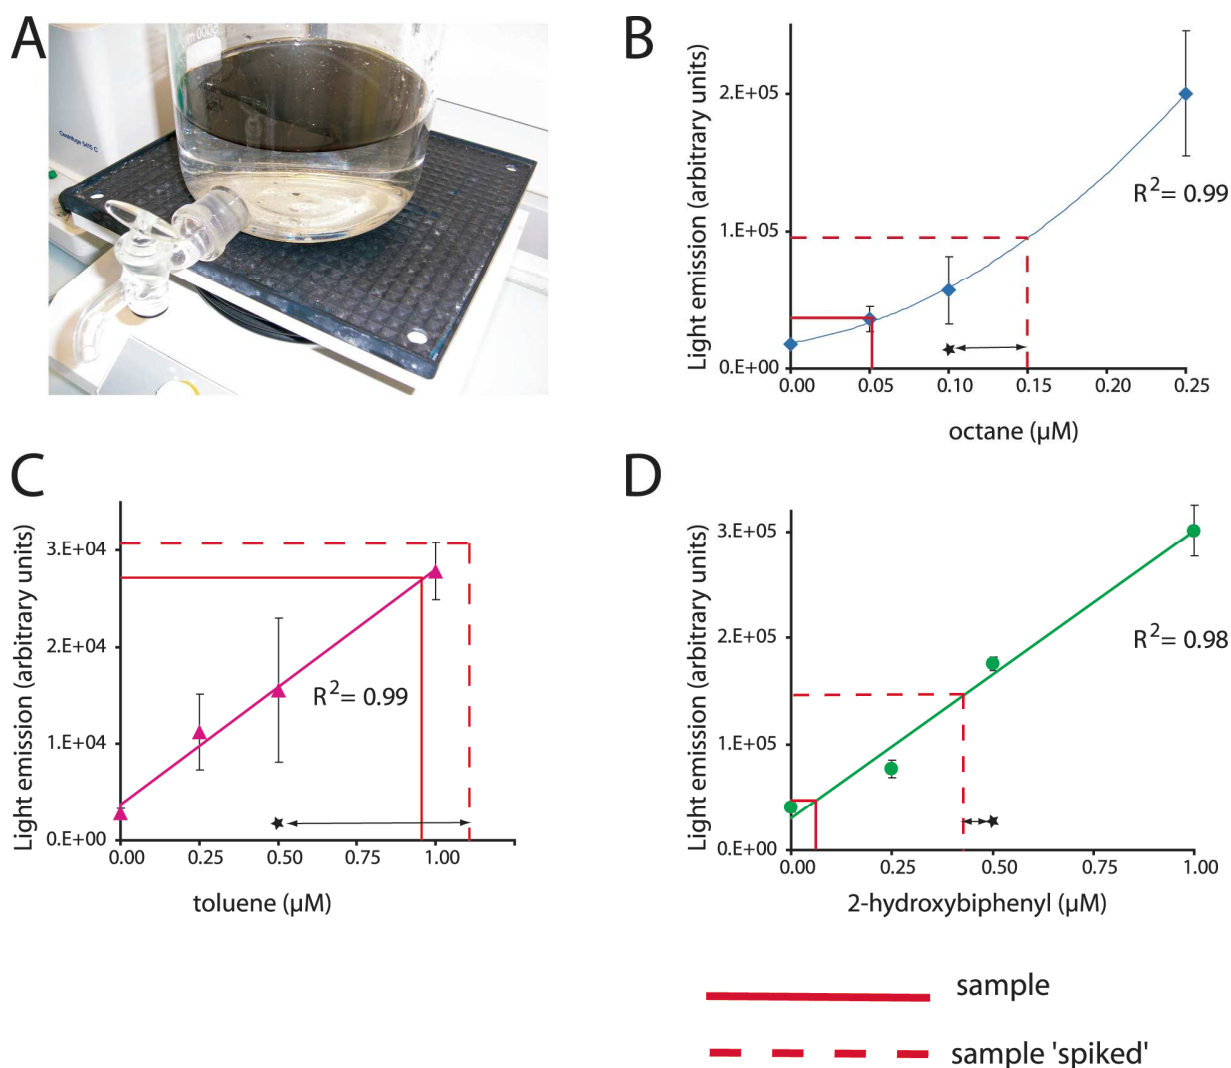 A
5000 m
Centrifuge 5415 C
B
Light emission (arbitrary units)
2.E+05
1.E+05
0.E+00
R²= 0.99
0.00 0.05 0.10 0.15 0.20 0.25
octane (µM)
C
Light emission (arbitrary units)
3.E+04
2.E+04
1.E+04
0.E+00
R²= 0.99
0.00 0.25 0.50 0.75 1.00
toluene (µM)
D
Light emission (arbitrary units)
3.E+05
2.E+05
1.E+05
0.E+00
R²= 0.98
0.00 0.25 0.50 0.75 1.00
2-hydroxybiphenyl (µM)
sample
sample 'spiked'